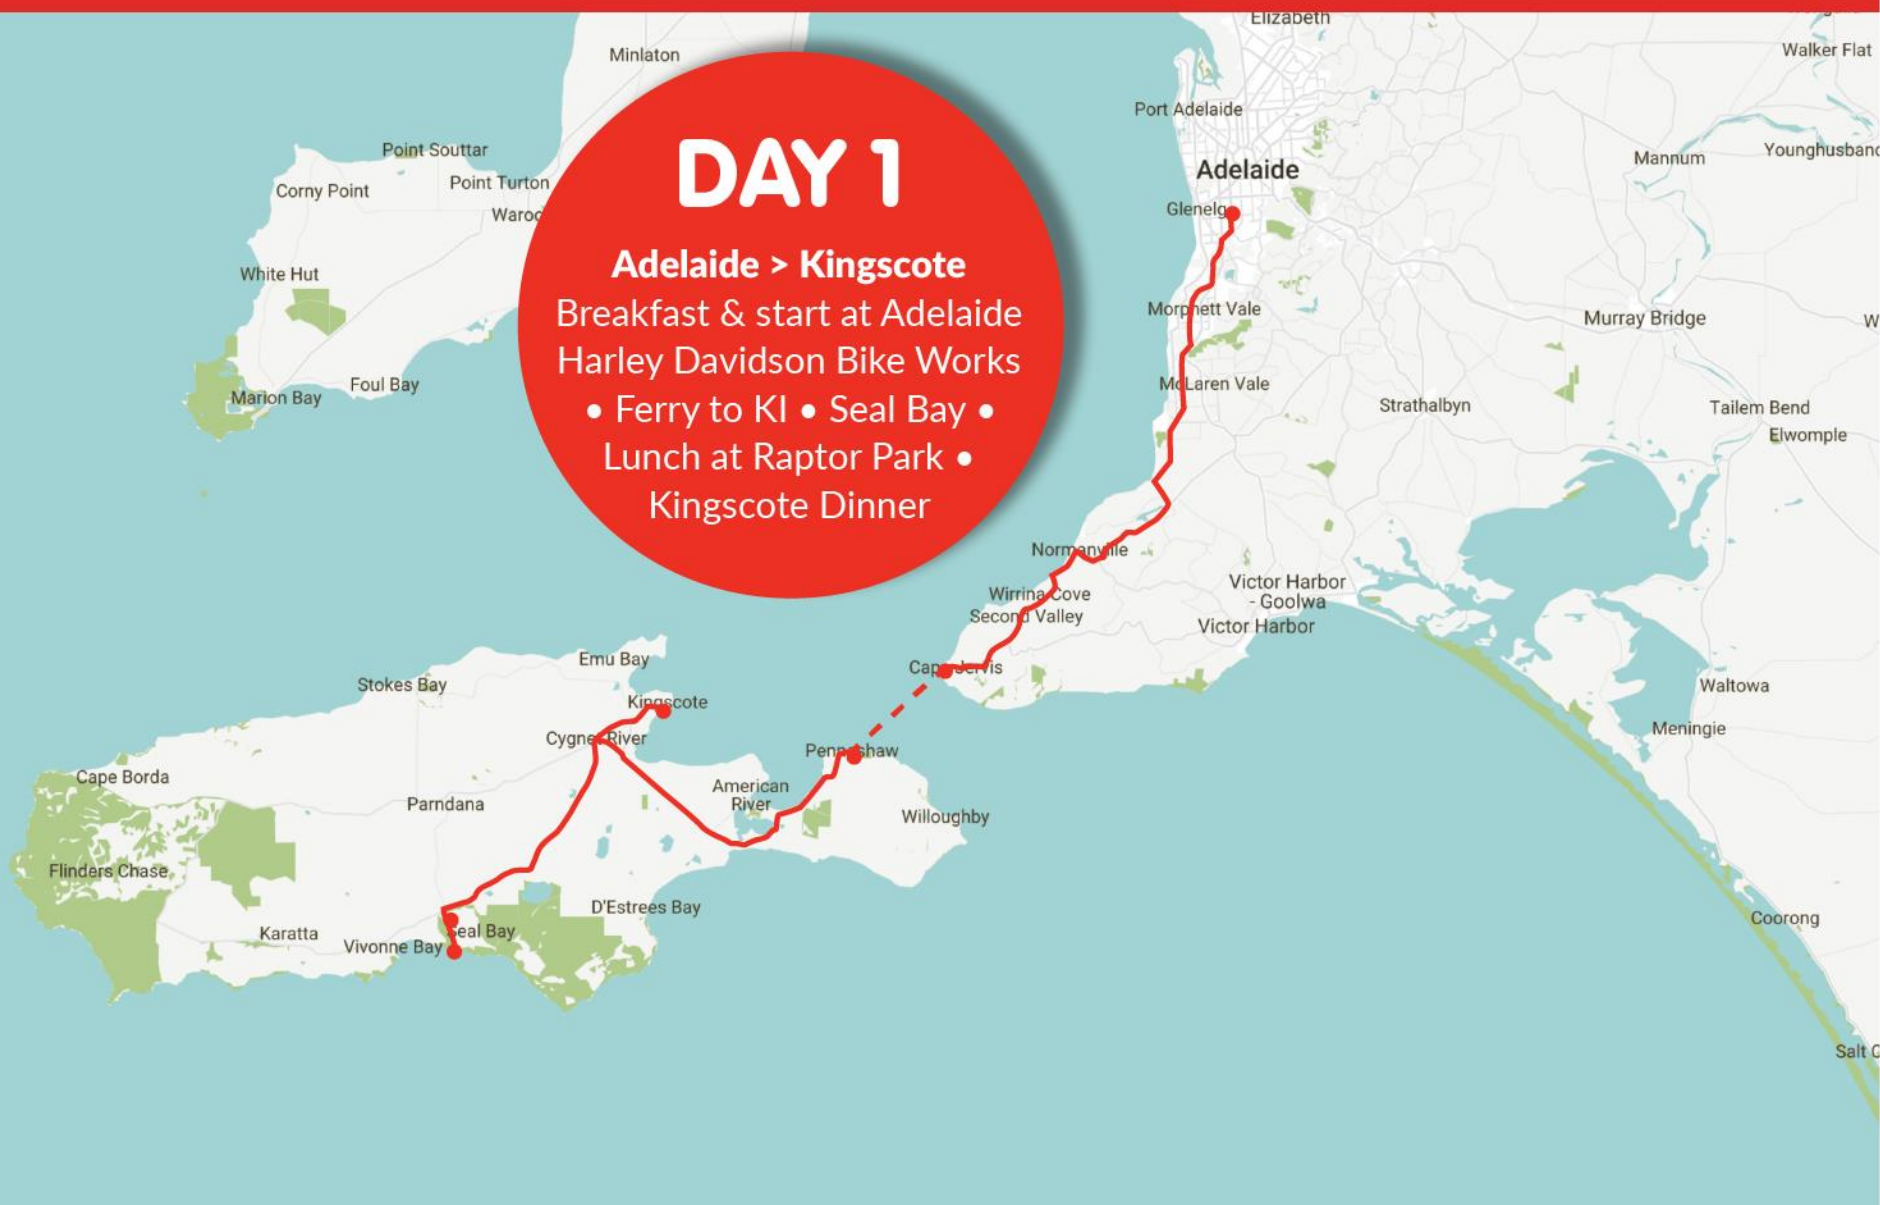 Elizabeth
Walker Flat
Minlaton
Port Adelaide
Point Souttar
Mannum
Younghusband
Adelaide
Corny Point
Point Turton
Glenelg
White Hut
Morphett Vale
Murray Bridge
McLaren Vale
Foul Bay
Marion Bay
Strathalbyn
Tailem Bend
Elwomple
DAY 1
Adelaide > Kingscote
Breakfast & start at Adelaide
Harley Davidson Bike Works
• Ferry to KI • Seal Bay •
Lunch at Raptor Park •
Kingscote Dinner
Normanville
Wirrina Cove
Second Valley
Victor Harbor
- Goolwa
Victor Harbor
Cape Jervis
Emu Bay
Stokes Bay
Kingscote
Waltowa
Meningie
Cygnet River
Penneshaw
Cape Borda
American
River
Parndana
Willoughby
Flinders Chase
D'Estrees Bay
Karatta
Seal Bay
Vivonne Bay
Coorong
Salt